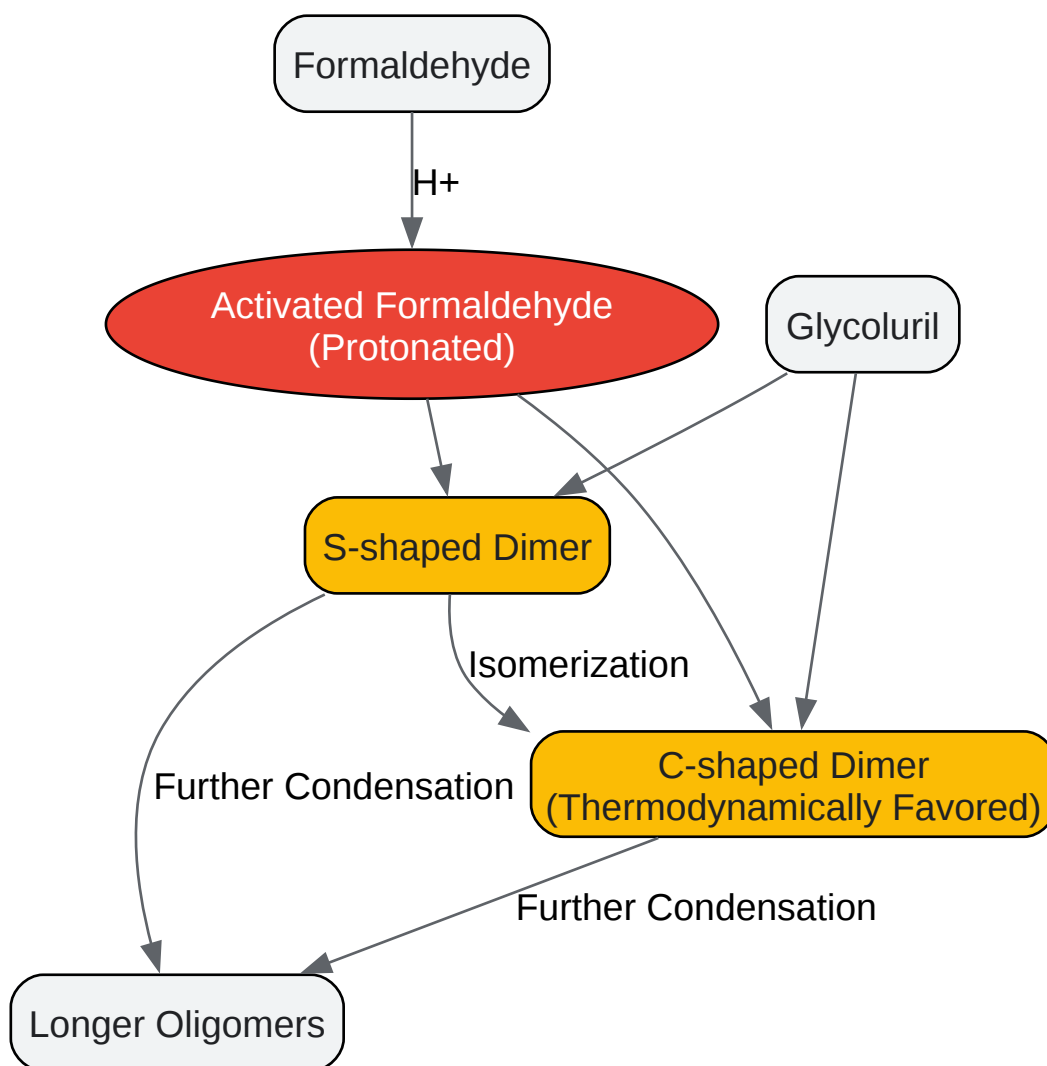 Formaldehyde
H+
Activated Formaldehyde
(Protonated)
Glycoluril
S-shaped Dimer
Isomerization
C-shaped Dimer
(Thermodynamically Favored)
Further Condensation
Further Condensation
Longer Oligomers